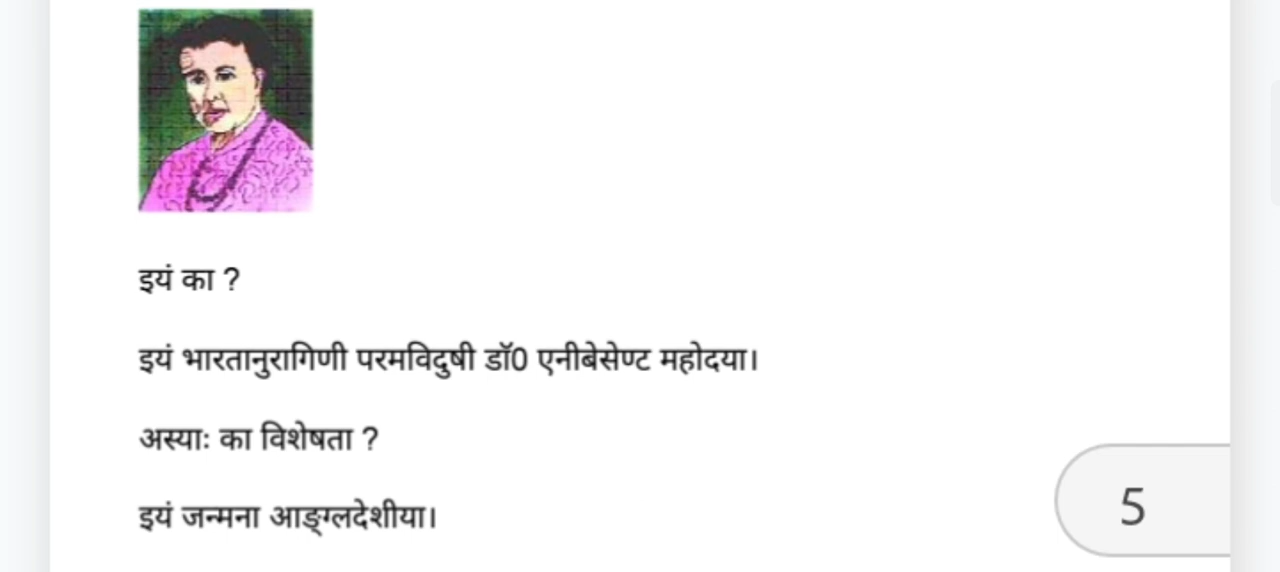 इयं का ?
इयं भारतानुरागिणी परमविदुषी डॉ0 एनीबेसेण्ट महोदया।
अस्याः का विशेषता ?
इयं जन्मना आङ्ग्लदेशीया।
5